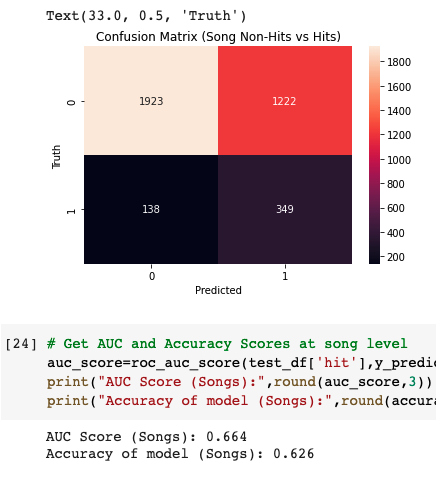 Text(33.0, 0.5, 'Truth')
Confusion Matrix (Song Non-Hits vs Hits)
1923 1222
138 349
0
1
Truth
0 1
Predicted
1800
1600
1400
1200
1000
800
600
400
200
[24] # Get AUC and Accuracy Scores at song level
auc_score=roc_auc_score(test_df['hit'],y_predic
print("AUC Score (Songs):",round(auc_score,3))
print("Accuracy of model (Songs):",round(accura
AUC Score (Songs): 0.664
Accuracy of model (Songs): 0.626